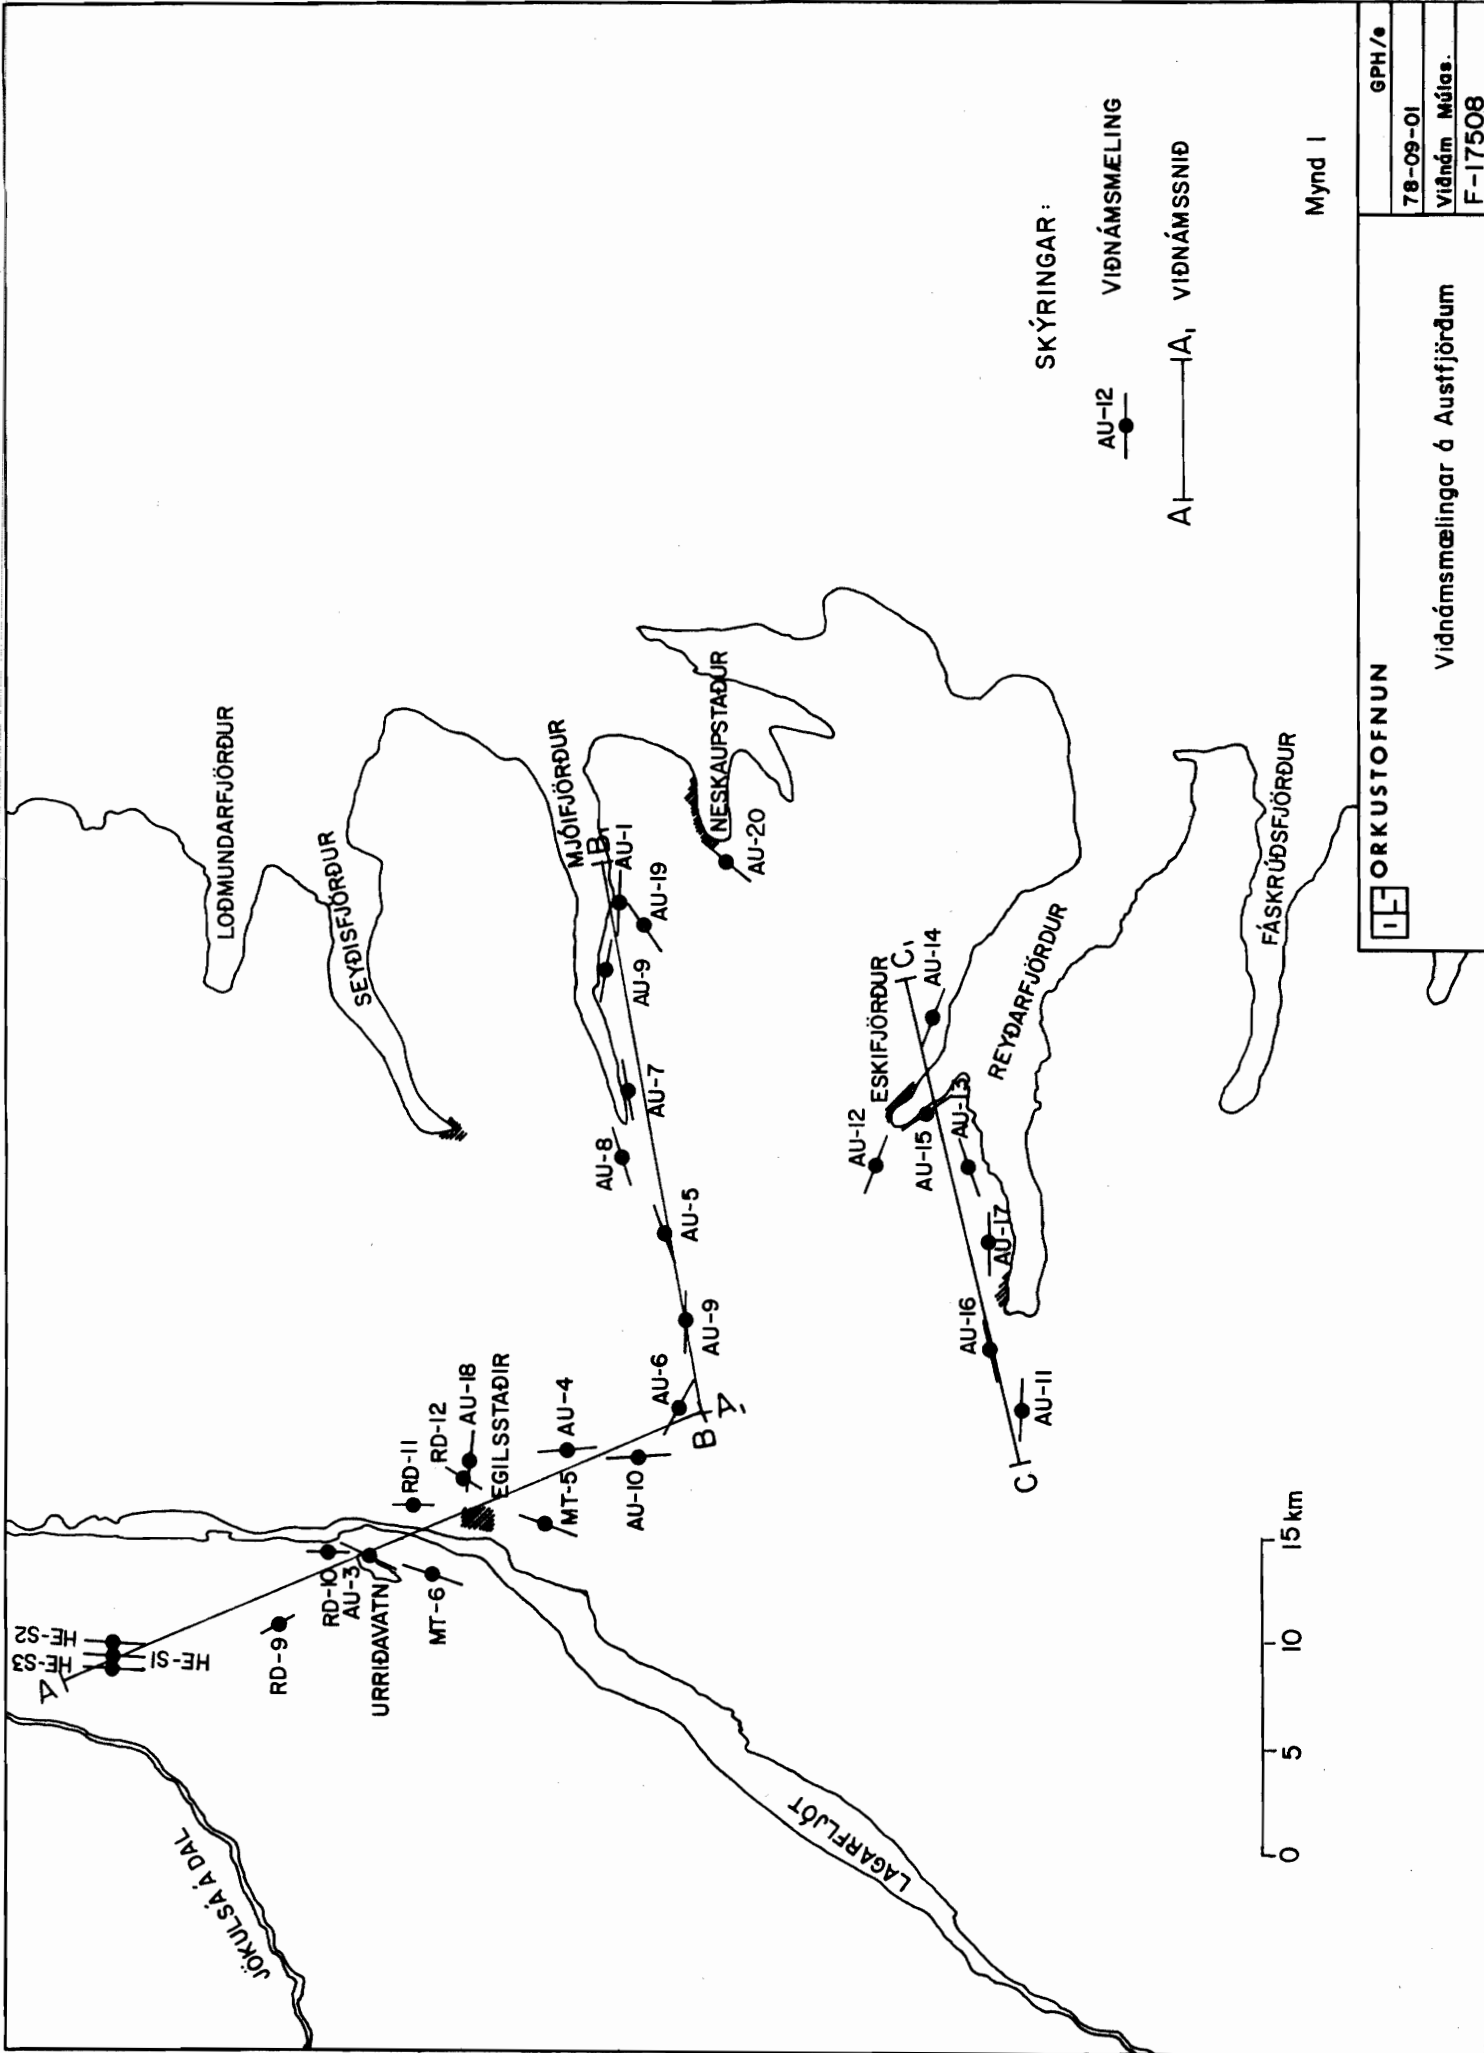 JÖKULSÁ Á DAL
LAGARFLJÓT
A
HE-S3
HE-S2
HE-S1
RD-9
RD-10
AU-3
URRIÐAVATN
MT-6
RD-11
RD-12
AU-18
EGILSSTAÐIR
MT-5
AU-4
AU-10
AU-6
B
A₁
AU-9
AU-5
AU-8
AU-7
AU-9
AU-19
AU-1
B₁
MJÓIFJÖRÐUR
LOÐMUNDARFJÖRÐUR
SEYÐISFJÖRÐUR
NESKAUPSTAÐUR
AU-20
AU-12
ESKIFJÖRÐUR
C₁
AU-14
AU-15
AU-13
AU-17
AU-16
AU-11
C
REYÐARFJÖRÐUR
FÁSKRÚÐSFJÖRÐUR
0 5 10 15 km
SKÝRINGAR:
AU-12 VIÐNÁMSMÆLING
A A₁ VIÐNÁMSSNIÐ
Mynd 1
ORKUSTOFNUN
Viðnámsmælingar á Austfjörðum
GPH/e
78-09-01
Viðnám Múlas.
F-17508